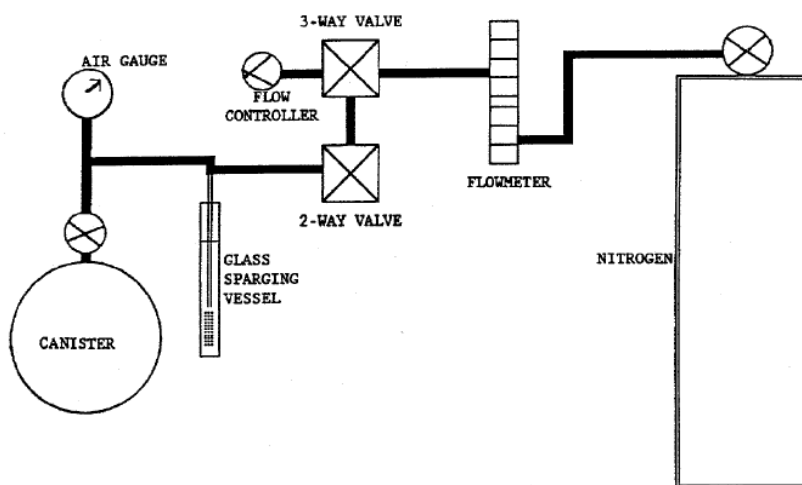 3-WAY VALVE
AIR GAUGE
FLOW
CONTROLLER
FLOWMETER
2-WAY VALVE
GLASS
SPARGING
VESSEL
NITROGEN
CANISTER